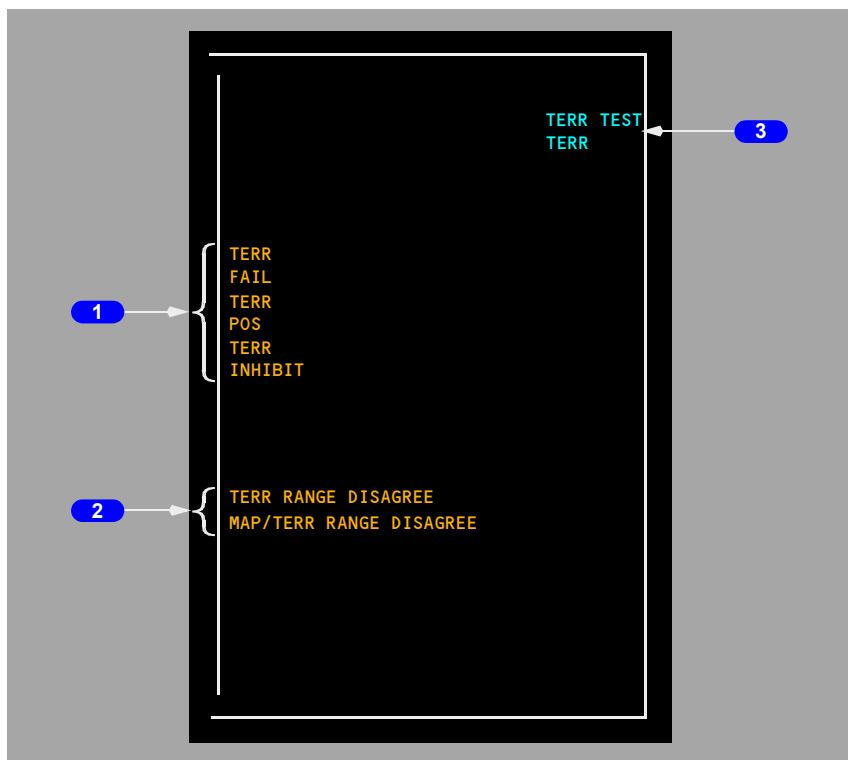 TERR TEST
TERR
3
TERR
FAIL
TERR
1
POS
TERR
INHIBIT
TERR RANGE DISAGREE
2
MAP/TERR RANGE DISAGREE